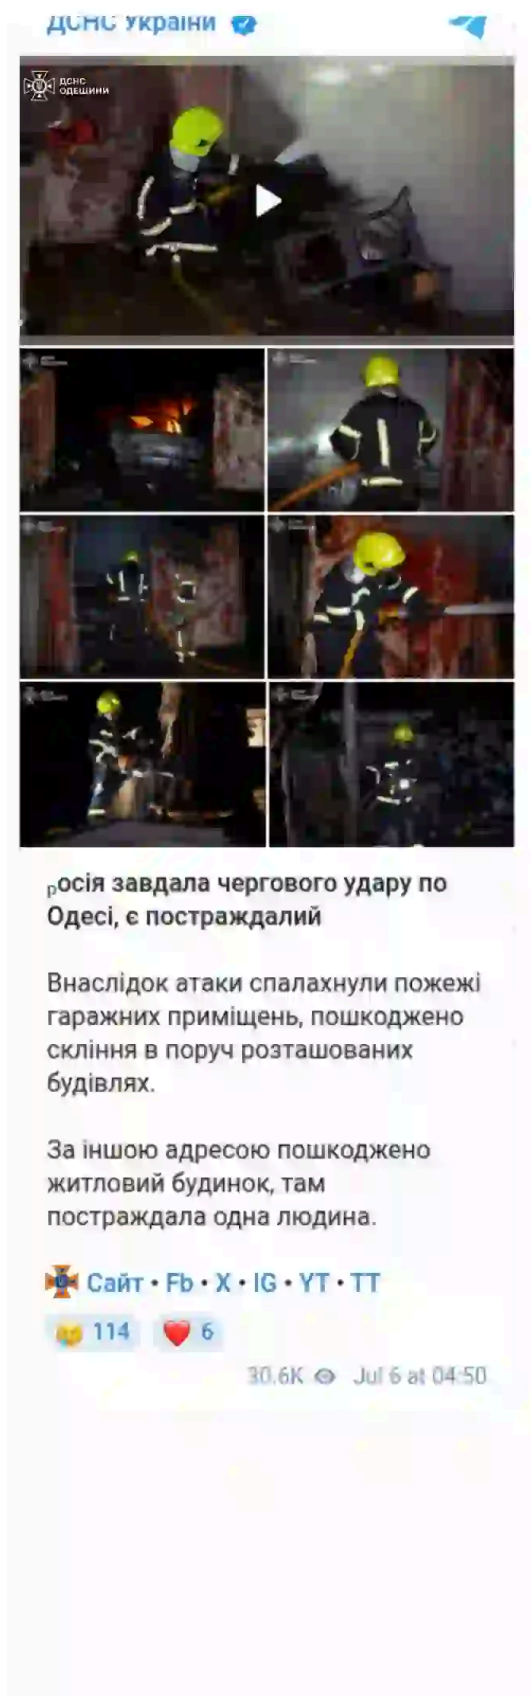 ДСНС України
ДСНС
ОДЕЩИНИ
росія завдала чергового удару по
Одесі, є постраждалий
Внаслідок атаки спалахнули пожежі
гаражних приміщень, пошкоджено
скління в поруч розташованих
будівлях.
За іншою адресою пошкоджено
житловий будинок, там
постраждала одна людина.
Сайт • Fb • X • IG • YT • TT
114 6
30.6K Jul 6 at 04:50